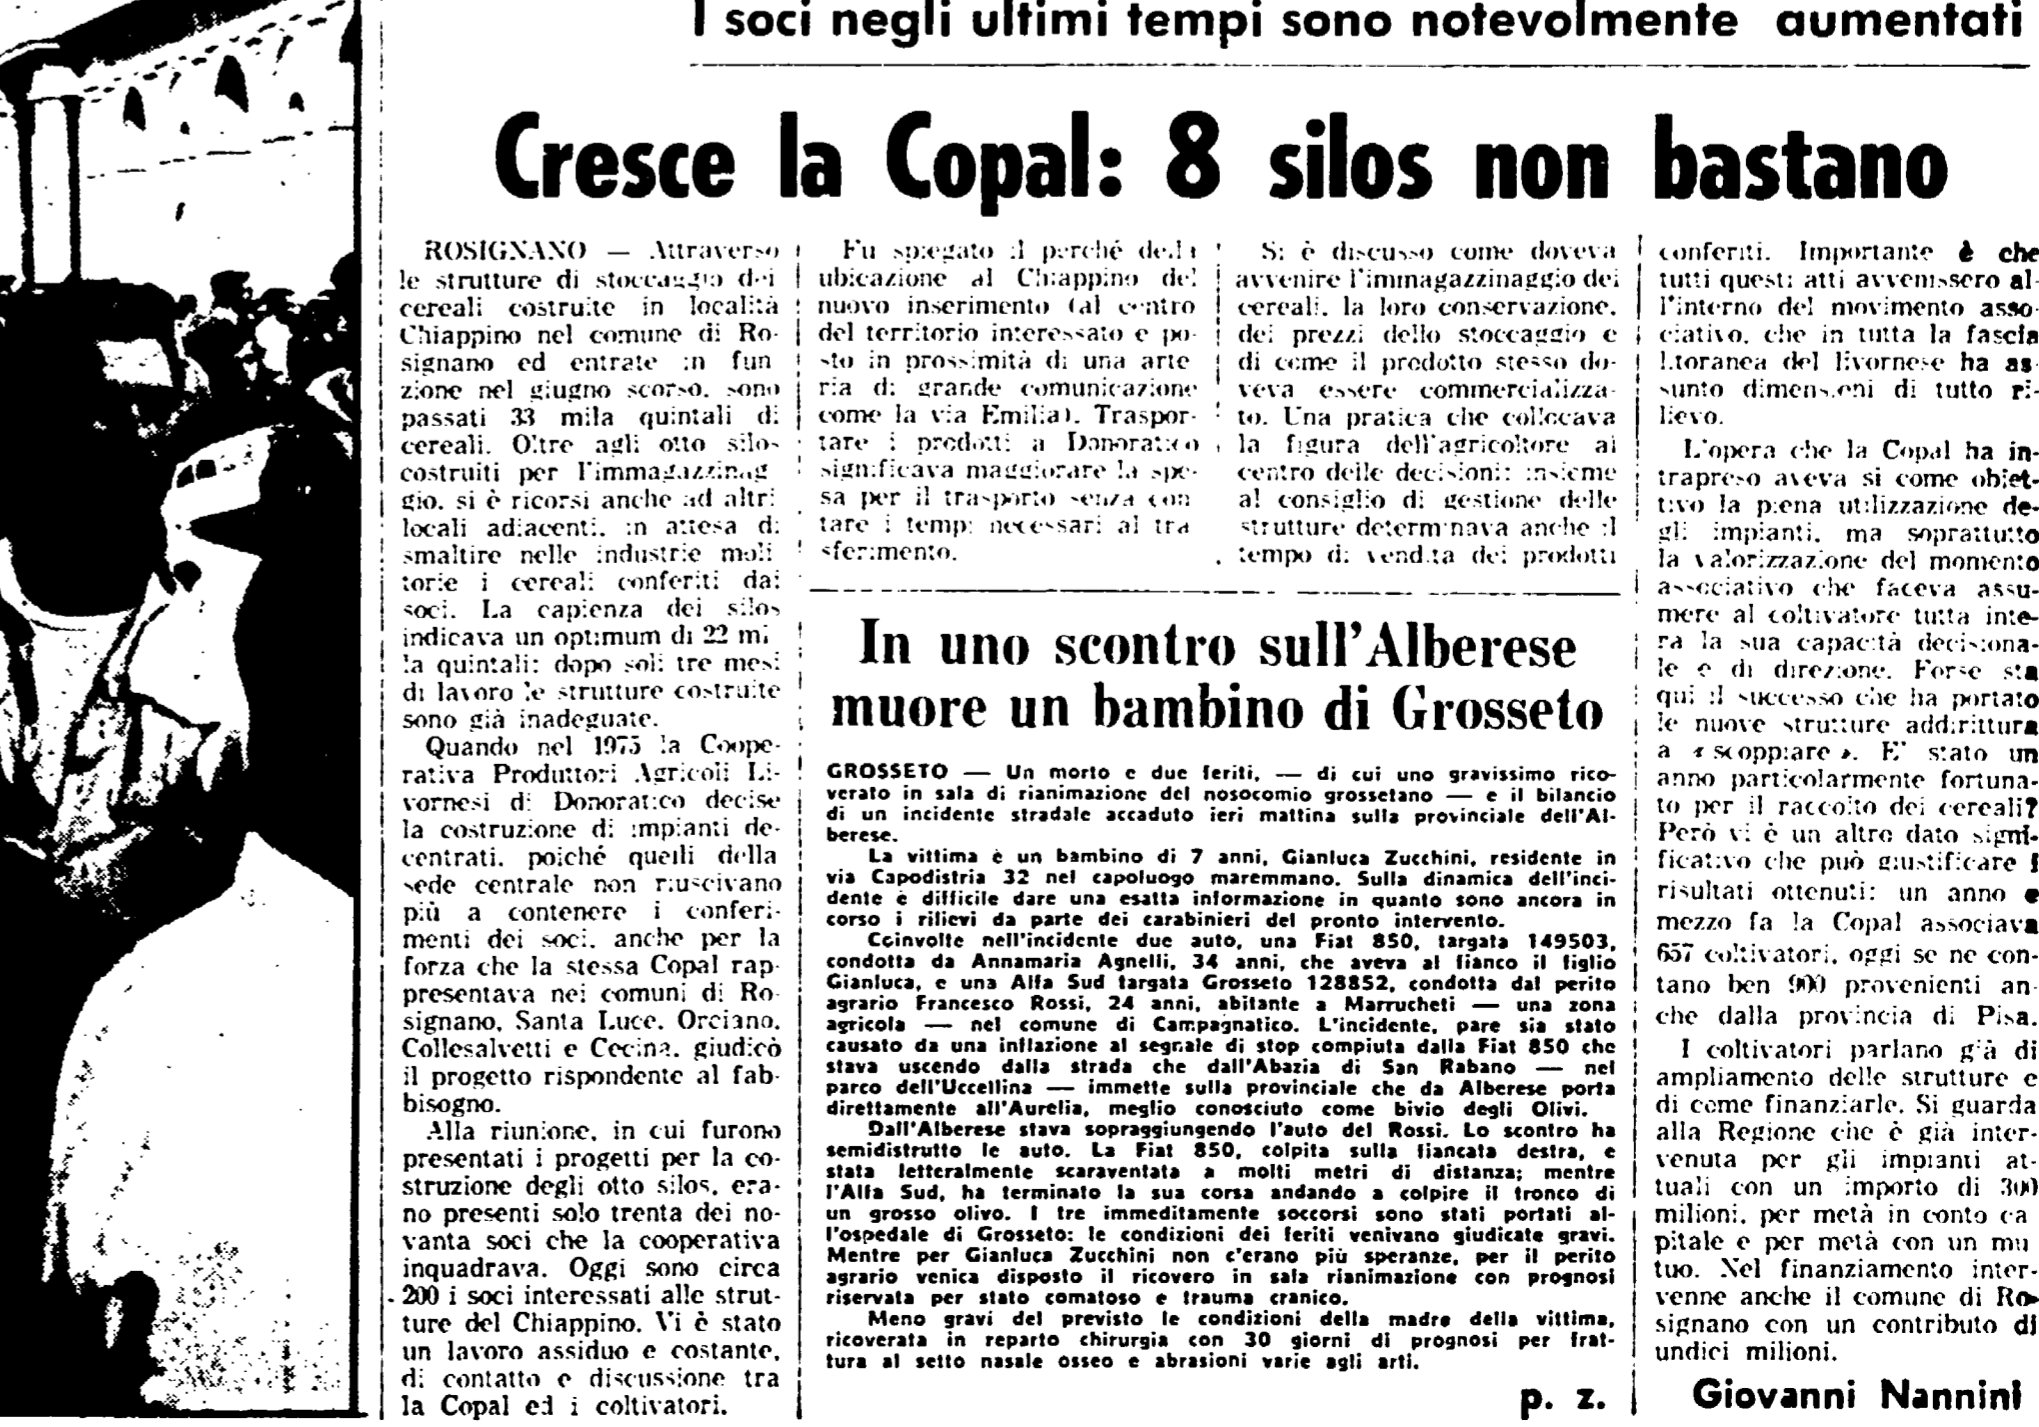 I soci negli ultimi tempi sono notevolmente aumentati
Cresce la Copal: 8 silos non bastano
ROSIGNANO — Attraverso
le strutture di stoccaggio dei
cereali costruite in località
Chiappino nel comune di Ro-
signano ed entrate in fun
zione nel giugno scorso, sono
passati 33 mila quintali di
cereali. Oltre agli otto silos
costruiti per l'immagazzinag
gio, si è ricorsi anche ad altri
locali adiacenti, in attesa di
smaltire nelle industrie moli
torie i cereali conferiti dai
soci. La capienza dei silos
indicava un optimum di 22 mi
la quintali: dopo soli tre mesi
di lavoro le strutture costruite
sono già inadeguate.
Quando nel 1975 la Coope-
rativa Produttori Agricoli Li-
vornesi di Donoratico decise
la costruzione di impianti de-
centrati, poiché quelli della
sede centrale non riuscivano
più a contenere i conferi-
menti dei soci, anche per la
forza che la stessa Copal rap-
presentava nei comuni di Ro-
signano, Santa Luce, Orciano,
Collesalvetti e Cecina, giudicò
il progetto rispondente al fab-
bisogno.
Alla riunione, in cui furono
presentati i progetti per la co-
struzione degli otto silos, era-
no presenti solo trenta dei no-
vanta soci che la cooperativa
inquadrava. Oggi sono circa
200 i soci interessati alle strut-
ture del Chiappino. Vi è stato
un lavoro assiduo e costante,
di contatto e discussione tra
la Copal ed i coltivatori.
Fu spiegato il perché della
ubicazione al Chiappino del
nuovo inserimento (al centro
del territorio interessato e po-
sto in prossimità di una arte
ria di grande comunicazione
come la via Emilia). Traspor-
tare i prodotti a Donoratico
significava maggiorare la spe-
sa per il trasporto senza con
tare i tempi necessari al tra
sferimento.
Si è discusso come doveva
avvenire l'immagazzinaggio dei
cereali, la loro conservazione,
dei prezzi dello stoccaggio e
di come il prodotto stesso do-
veva essere commercializza-
to. Una pratica che collocava
la figura dell'agricoltore al
centro delle decisioni: insieme
al consiglio di gestione delle
strutture determinava anche il
tempo di vendita dei prodotti
conferiti. Importante è che
tutti questi atti avvenissero al-
l'interno del movimento asso-
ciativo, che in tutta la fascia
litoranea del livornese ha as-
sunto dimensioni di tutto ri-
lievo.
L'opera che la Copal ha in-
trapreso aveva si come obiet-
tivo la piena utilizzazione de-
gli impianti, ma soprattutto
la valorizzazione del momento
associativo che faceva assu-
mere al coltivatore tutta inte-
ra la sua capacità decisiona-
le e di direzione. Forse sta
qui il successo che ha portato
le nuove strutture addirittura
a « scoppiare ». E' stato un
anno particolarmente fortuna-
to per il raccolto dei cereali?
Però vi è un altro dato signi-
ficativo che può giustificare i
risultati ottenuti: un anno e
mezzo fa la Copal associava
657 coltivatori, oggi se ne con-
tano ben 900 provenienti an-
che dalla provincia di Pisa.
I coltivatori parlano già di
ampliamento delle strutture e
di come finanziarle. Si guarda
alla Regione che è già inter-
venuta per gli impianti at-
tuali con un importo di 300
milioni, per metà in conto ca
pitale e per metà con un mu
tuo. Nel finanziamento inter-
venne anche il comune di Ro-
signano con un contributo di
undici milioni.
Giovanni Nannini
In uno scontro sull'Alberese
muore un bambino di Grosseto
GROSSETO — Un morto e due feriti, — di cui uno gravissimo rico-
verato in sala di rianimazione del nosocomio grossetano — e il bilancio
di un incidente stradale accaduto ieri mattina sulla provinciale dell'Al-
berese.
La vittima è un bambino di 7 anni, Gianluca Zucchini, residente in
via Capodistria 32 nel capoluogo maremmano. Sulla dinamica dell'inci-
dente è difficile dare una esatta informazione in quanto sono ancora in
corso i rilievi da parte dei carabinieri del pronto intervento.
Coinvolte nell'incidente due auto, una Fiat 850, targata 149503,
condotta da Annamaria Agnelli, 34 anni, che aveva al fianco il figlio
Gianluca, e una Alfa Sud targata Grosseto 128852, condotta dal perito
agrario Francesco Rossi, 24 anni, abitante a Marrucheti — una zona
agricola — nel comune di Campagnatico. L'incidente, pare sia stato
causato da una inflazione al segnale di stop compiuta dalla Fiat 850 che
stava uscendo dalla strada che dall'Abazia di San Rabano — nel
parco dell'Uccellina — immette sulla provinciale che da Alberese porta
direttamente all'Aurelia, meglio conosciuto come bivio degli Olivi.
Dall'Alberese stava sopraggiungendo l'auto del Rossi. Lo scontro ha
semidistrutto le auto. La Fiat 850, colpita sulla fiancata destra, e
stata letteralmente scaraventata a molti metri di distanza; mentre
l'Alfa Sud, ha terminato la sua corsa andando a colpire il tronco di
un grosso olivo. I tre immeditamente soccorsi sono stati portati al-
l'ospedale di Grosseto: le condizioni dei feriti venivano giudicate gravi.
Mentre per Gianluca Zucchini non c'erano più speranze, per il perito
agrario venica disposto il ricovero in sala rianimazione con prognosi
riservata per stato comatoso e trauma cranico.
Meno gravi del previsto le condizioni della madre della vittima,
ricoverata in reparto chirurgia con 30 giorni di prognosi per frat-
tura al setto nasale osseo e abrasioni varie agli arti.
p. z.